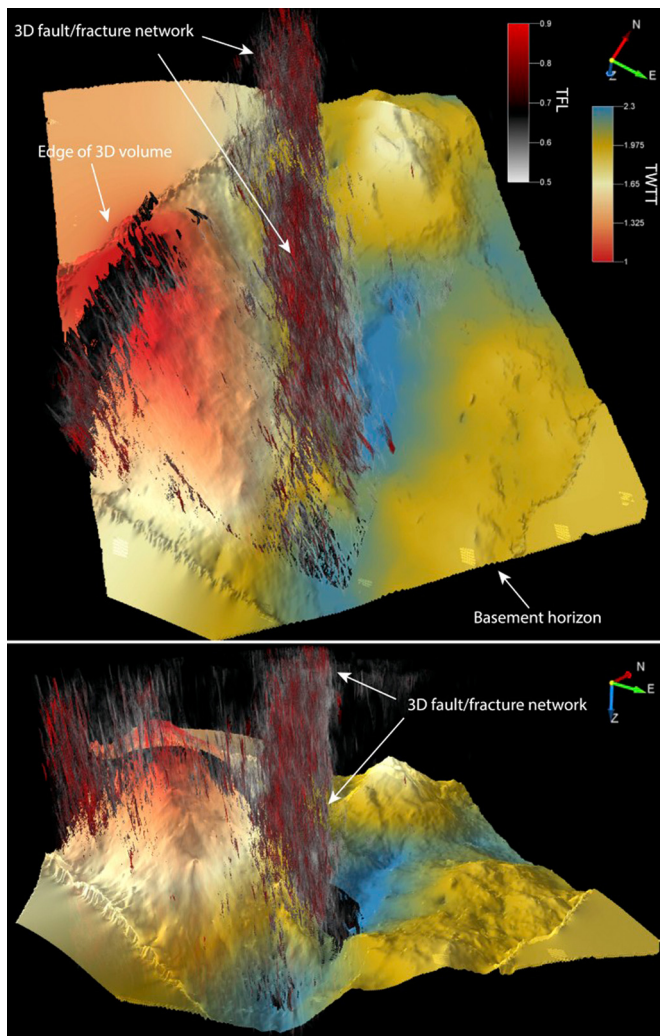 3D fault/fracture network
0.9
0.8
0.7
0.6
0.5
TFL
N
E
Z
2.3
1.975
1.65
1.325
1
TWTT
Edge of 3D volume
Basement horizon
N
E
Z
3D fault/fracture network